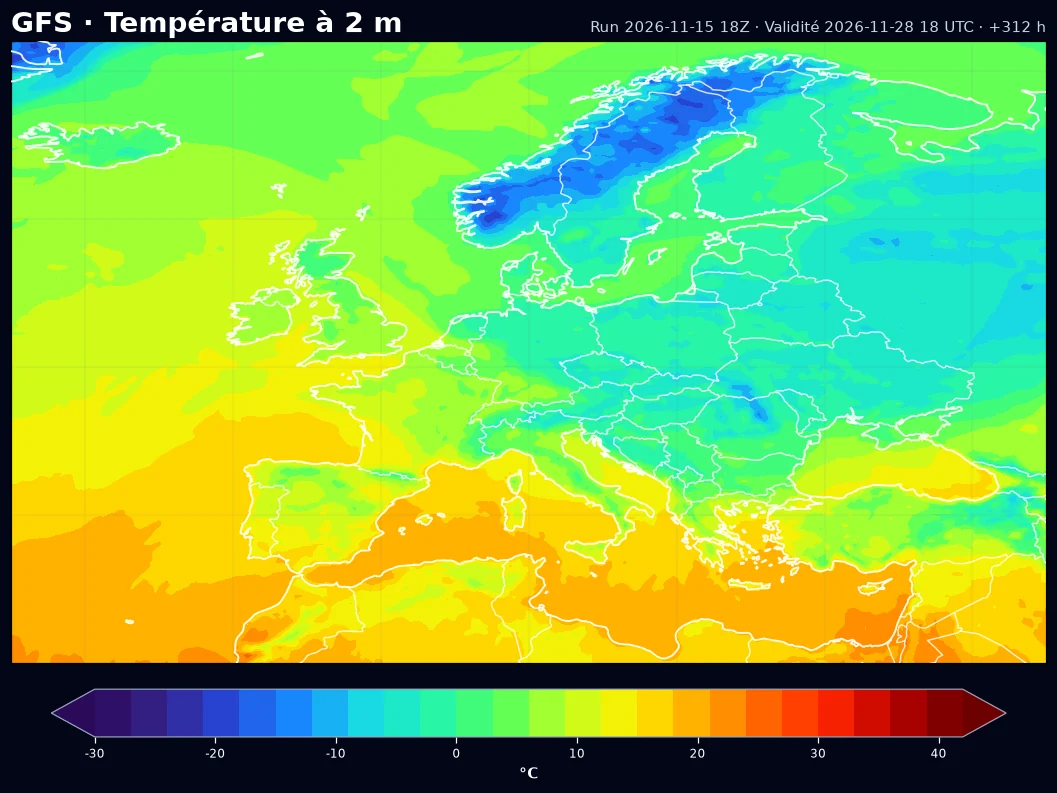 GFS · Température à 2 m
Run 2026-11-15 18Z · Validité 2026-11-28 18 UTC · +312 h
-30 -20 -10 0 10 20 30 40
°C